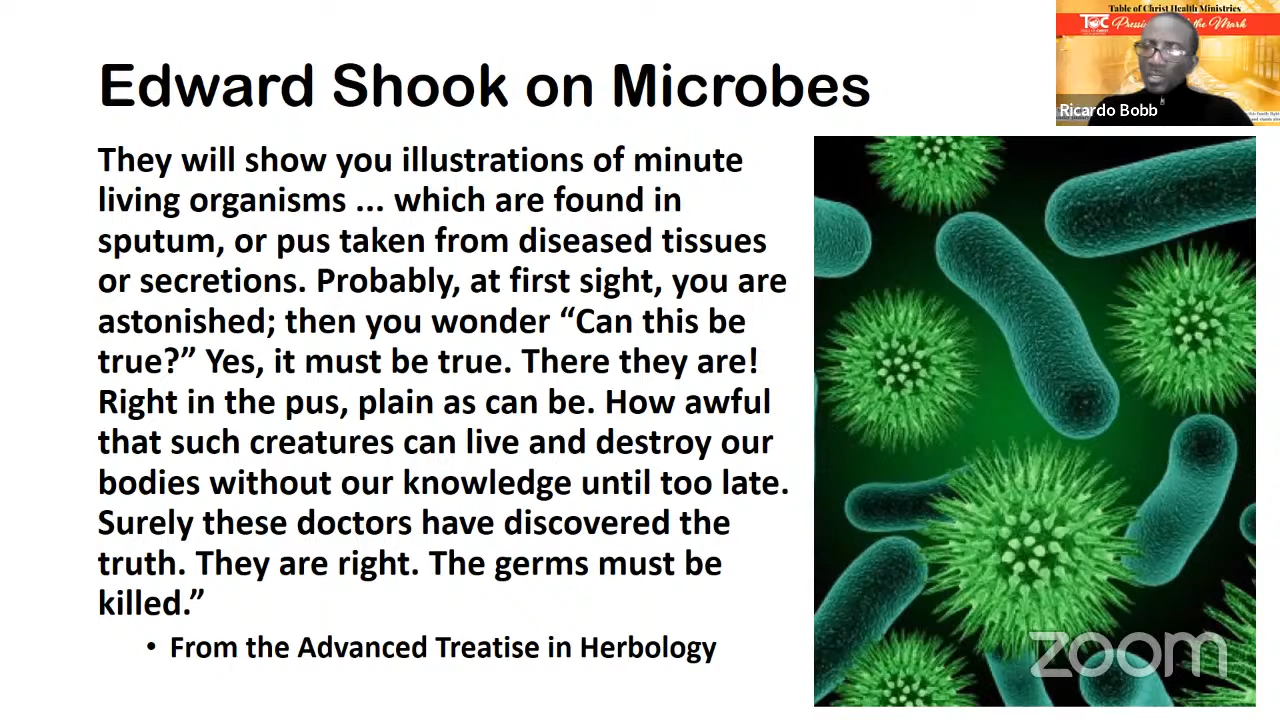 Edward Shook on Microbes
Table of Christ Health Ministries
TOC
the Mark
Ricardo Bobb
They will show you illustrations of minute
living organisms ... which are found in
sputum, or pus taken from diseased tissues
or secretions. Probably, at first sight, you are
astonished; then you wonder “Can this be
true?” Yes, it must be true. There they are!
Right in the pus, plain as can be. How awful
that such creatures can live and destroy our
bodies without our knowledge until too late.
Surely these doctors have discovered the
truth. They are right. The germs must be
killed.”
• From the Advanced Treatise in Herbology
zoom